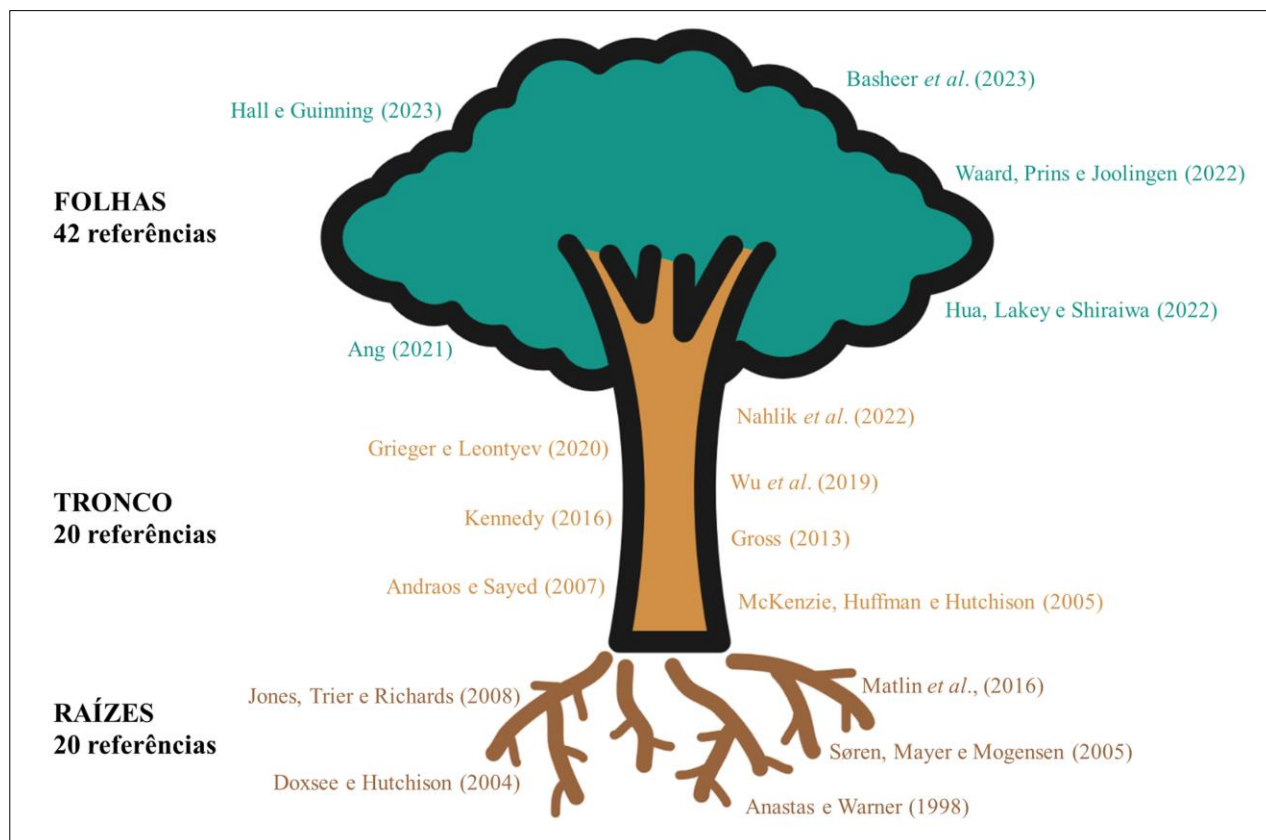 Basheer et al. (2023)
Hall e Guinning (2023)
Waard, Prins e Joolingen (2022)
FOLHAS
42 referências
Hua, Lakey e Shiraiwa (2022)
Ang (2021)
Nahlik et al. (2022)
Grieger e Leontyev (2020)
Wu et al. (2019)
TRONCO
20 referências
Kennedy (2016)
Gross (2013)
Andraos e Sayed (2007)
McKenzie, Huffman e Hutchison (2005)
Jones, Trier e Richards (2008)
Matlin et al., (2016)
RAÍZES
20 referências
Søren, Mayer e Mogensen (2005)
Doxsee e Hutchison (2004)
Anastas e Warner (1998)